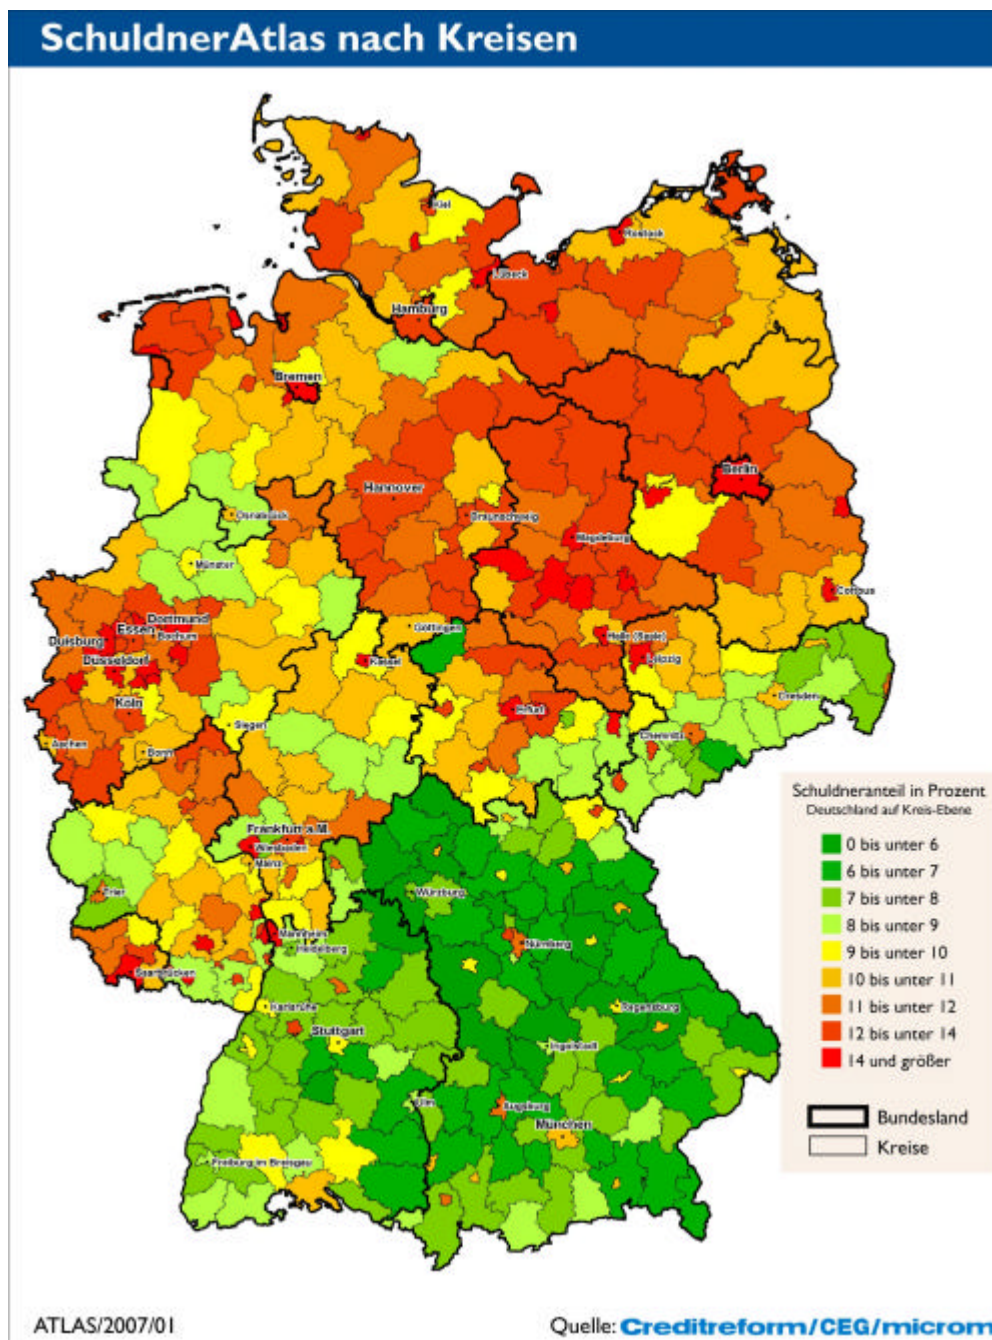 SchuldnerAtlas nach Kreisen
Kiel
Rostock
Lübeck
Hamburg
Bremen
Berlin
Hannover
Osnabrück
Braunschweig
Magdeburg
Münster
Cottbus
Dortmund
Essen
Bochum
Duisburg
Göttingen
Halle (Saale)
Düsseldorf
Kassel
Leipzig
Köln
Erfurt
Dresden
Siegen
Chemnitz
Aachen
Bonn
Schuldneranteil in Prozent
Deutschland auf Kreis-Ebene
0 bis unter 6
6 bis unter 7
7 bis unter 8
8 bis unter 9
9 bis unter 10
10 bis unter 11
11 bis unter 12
12 bis unter 14
14 und größer
Bundesland
Kreise
Frankfurt a.M.
Wiesbaden
Mainz
Trier
Würzburg
Mannheim
Heidelberg
Nürnberg
Saarbrücken
Karlsruhe
Regensburg
Stuttgart
Ingolstadt
Ulm
Augsburg
München
Freiburg im Breisgau
ATLAS/2007/01
Quelle: Creditreform/CEG/microm